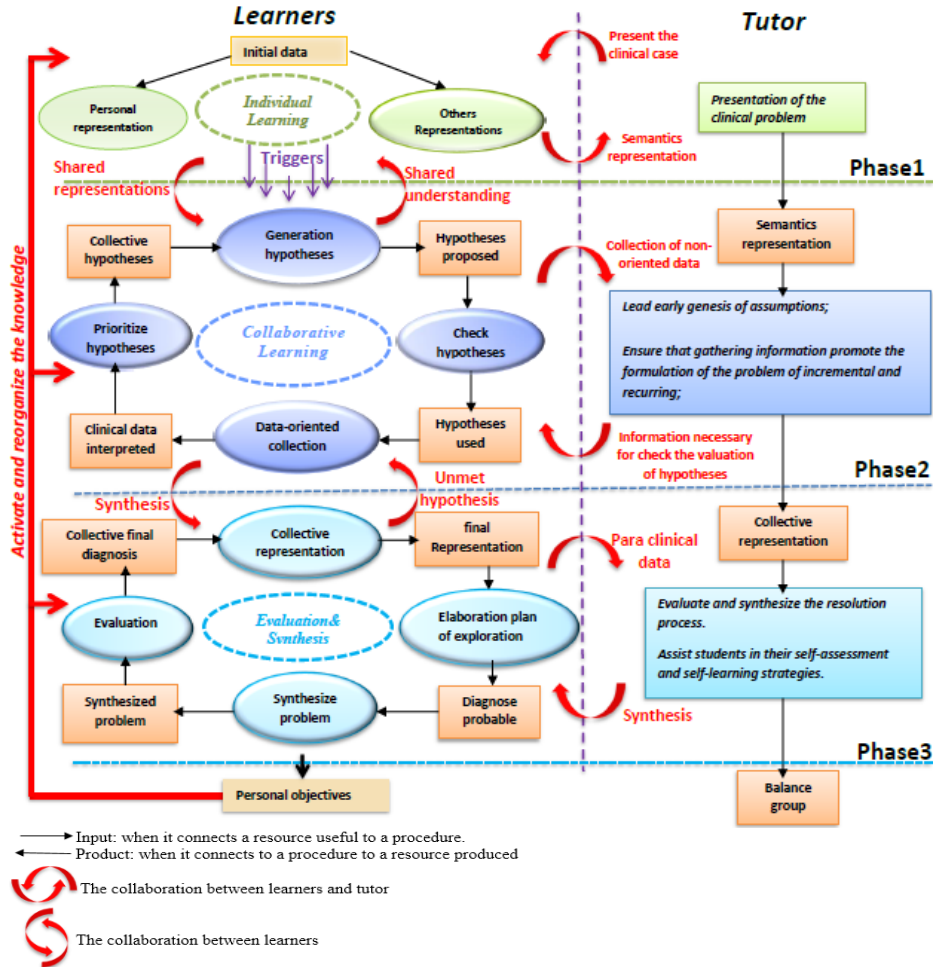 Learners
Tutor
Initial data
Present the
clinical case
Personal
representation
Individual
Learning
Others
Representations
Presentation of the
clinical problem
Semantics
representation
Triggers
Shared
representations
Shared
understanding
Phase1
Collective
hypotheses
Generation
hypotheses
Hypotheses
proposed
Collection of non-
oriented data
Semantics
representation
Prioritize
hypotheses
Collaborative
Learning
Check
hypotheses
Lead early genesis of assumptions;
Ensure that gathering information promote the
formulation of the problem of incremental and
recurring;
Clinical data
interpreted
Data-oriented
collection
Hypotheses
used
Information necessary
for check the valuation
of hypotheses
Phase2
Synthesis
Unmet
hypothesis
Collective final
diagnosis
Collective
representation
final
Representation
Para clinical
data
Collective
representation
Evaluation
Evaluation&
Synthesis
Elaboration plan
of exploration
Evaluate and synthesize the resolution
process.
Assist students in their self-assessment
and self-learning strategies.
Synthesized
problem
Synthesize
problem
Diagnose
probable
Synthesis
Phase3
Personal objectives
Balance
group
Activate and reorganize the knowledge
Input: when it connects a resource useful to a procedure.
Product: when it connects to a procedure to a resource produced
The collaboration between learners and tutor
The collaboration between learners